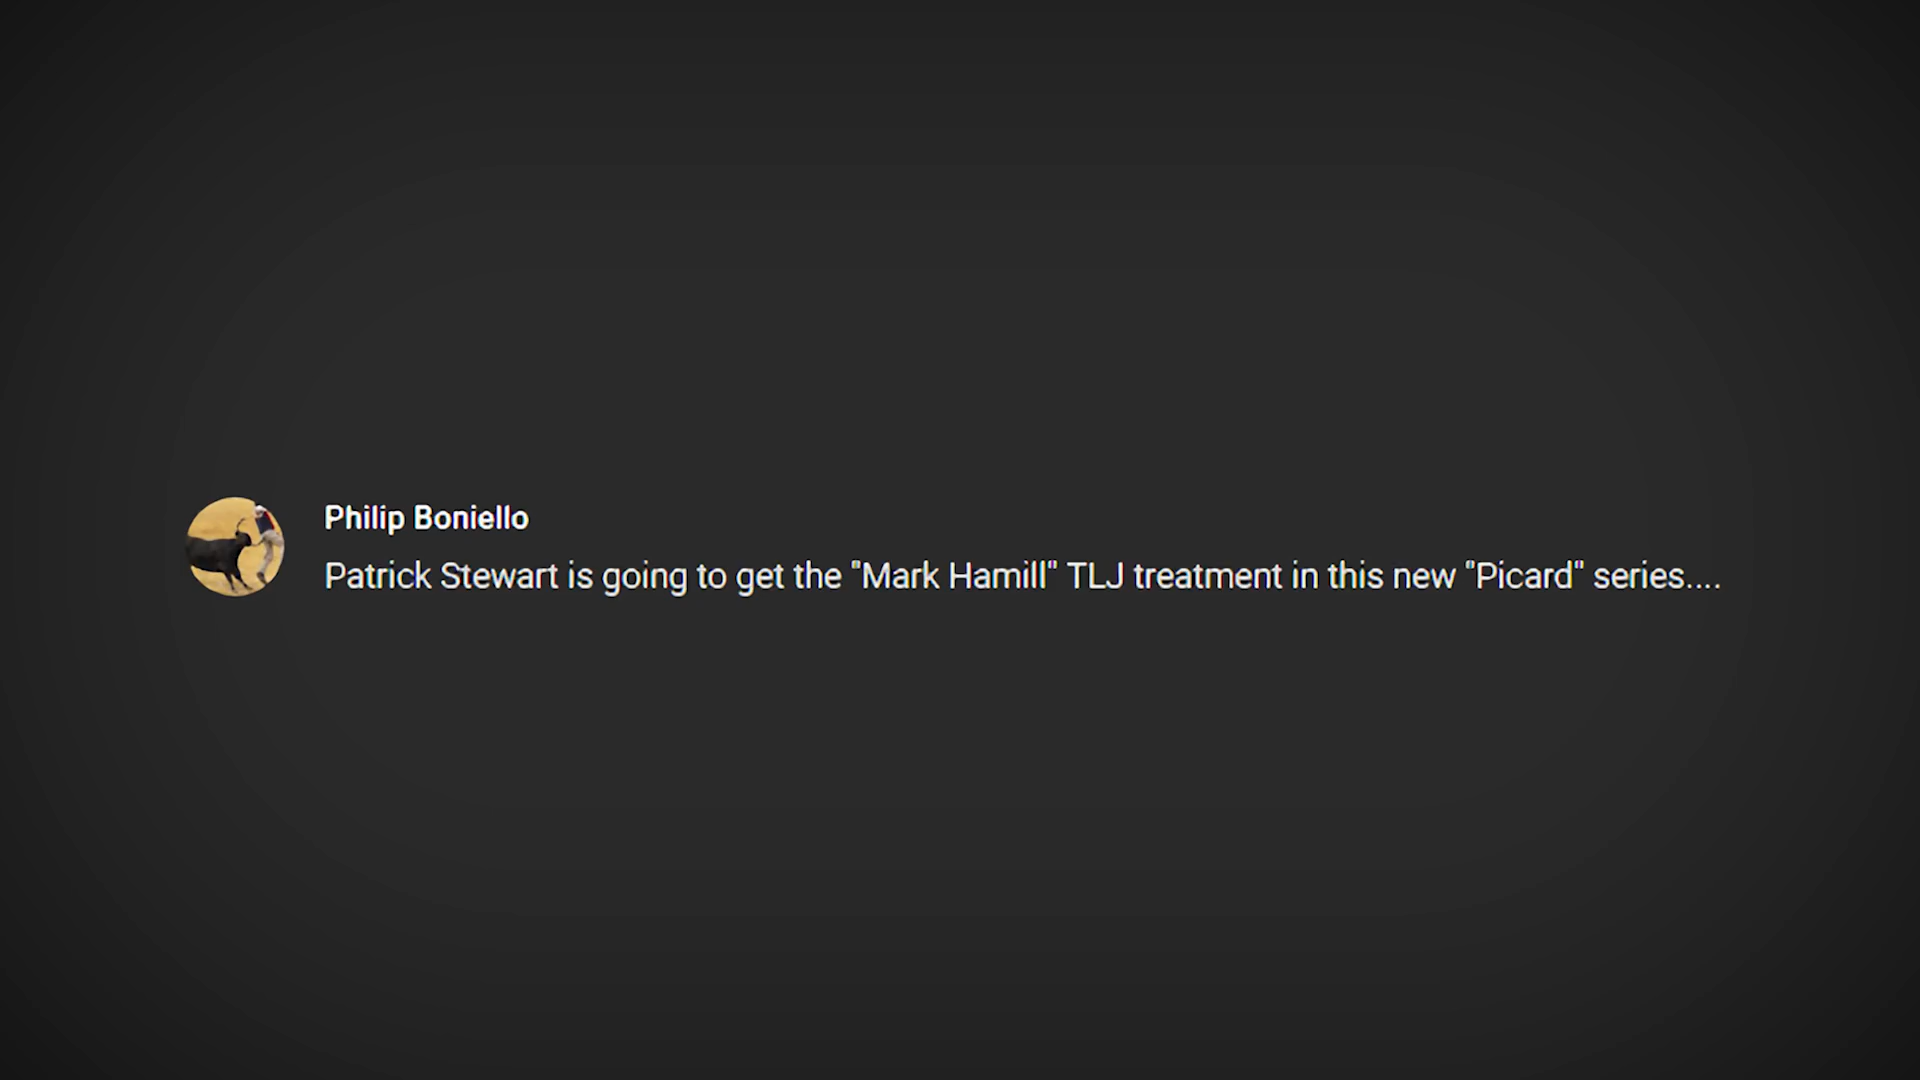 Philip Boniello
Patrick Stewart is going to get the "Mark Hamill" TLJ treatment in this new "Picard" series....